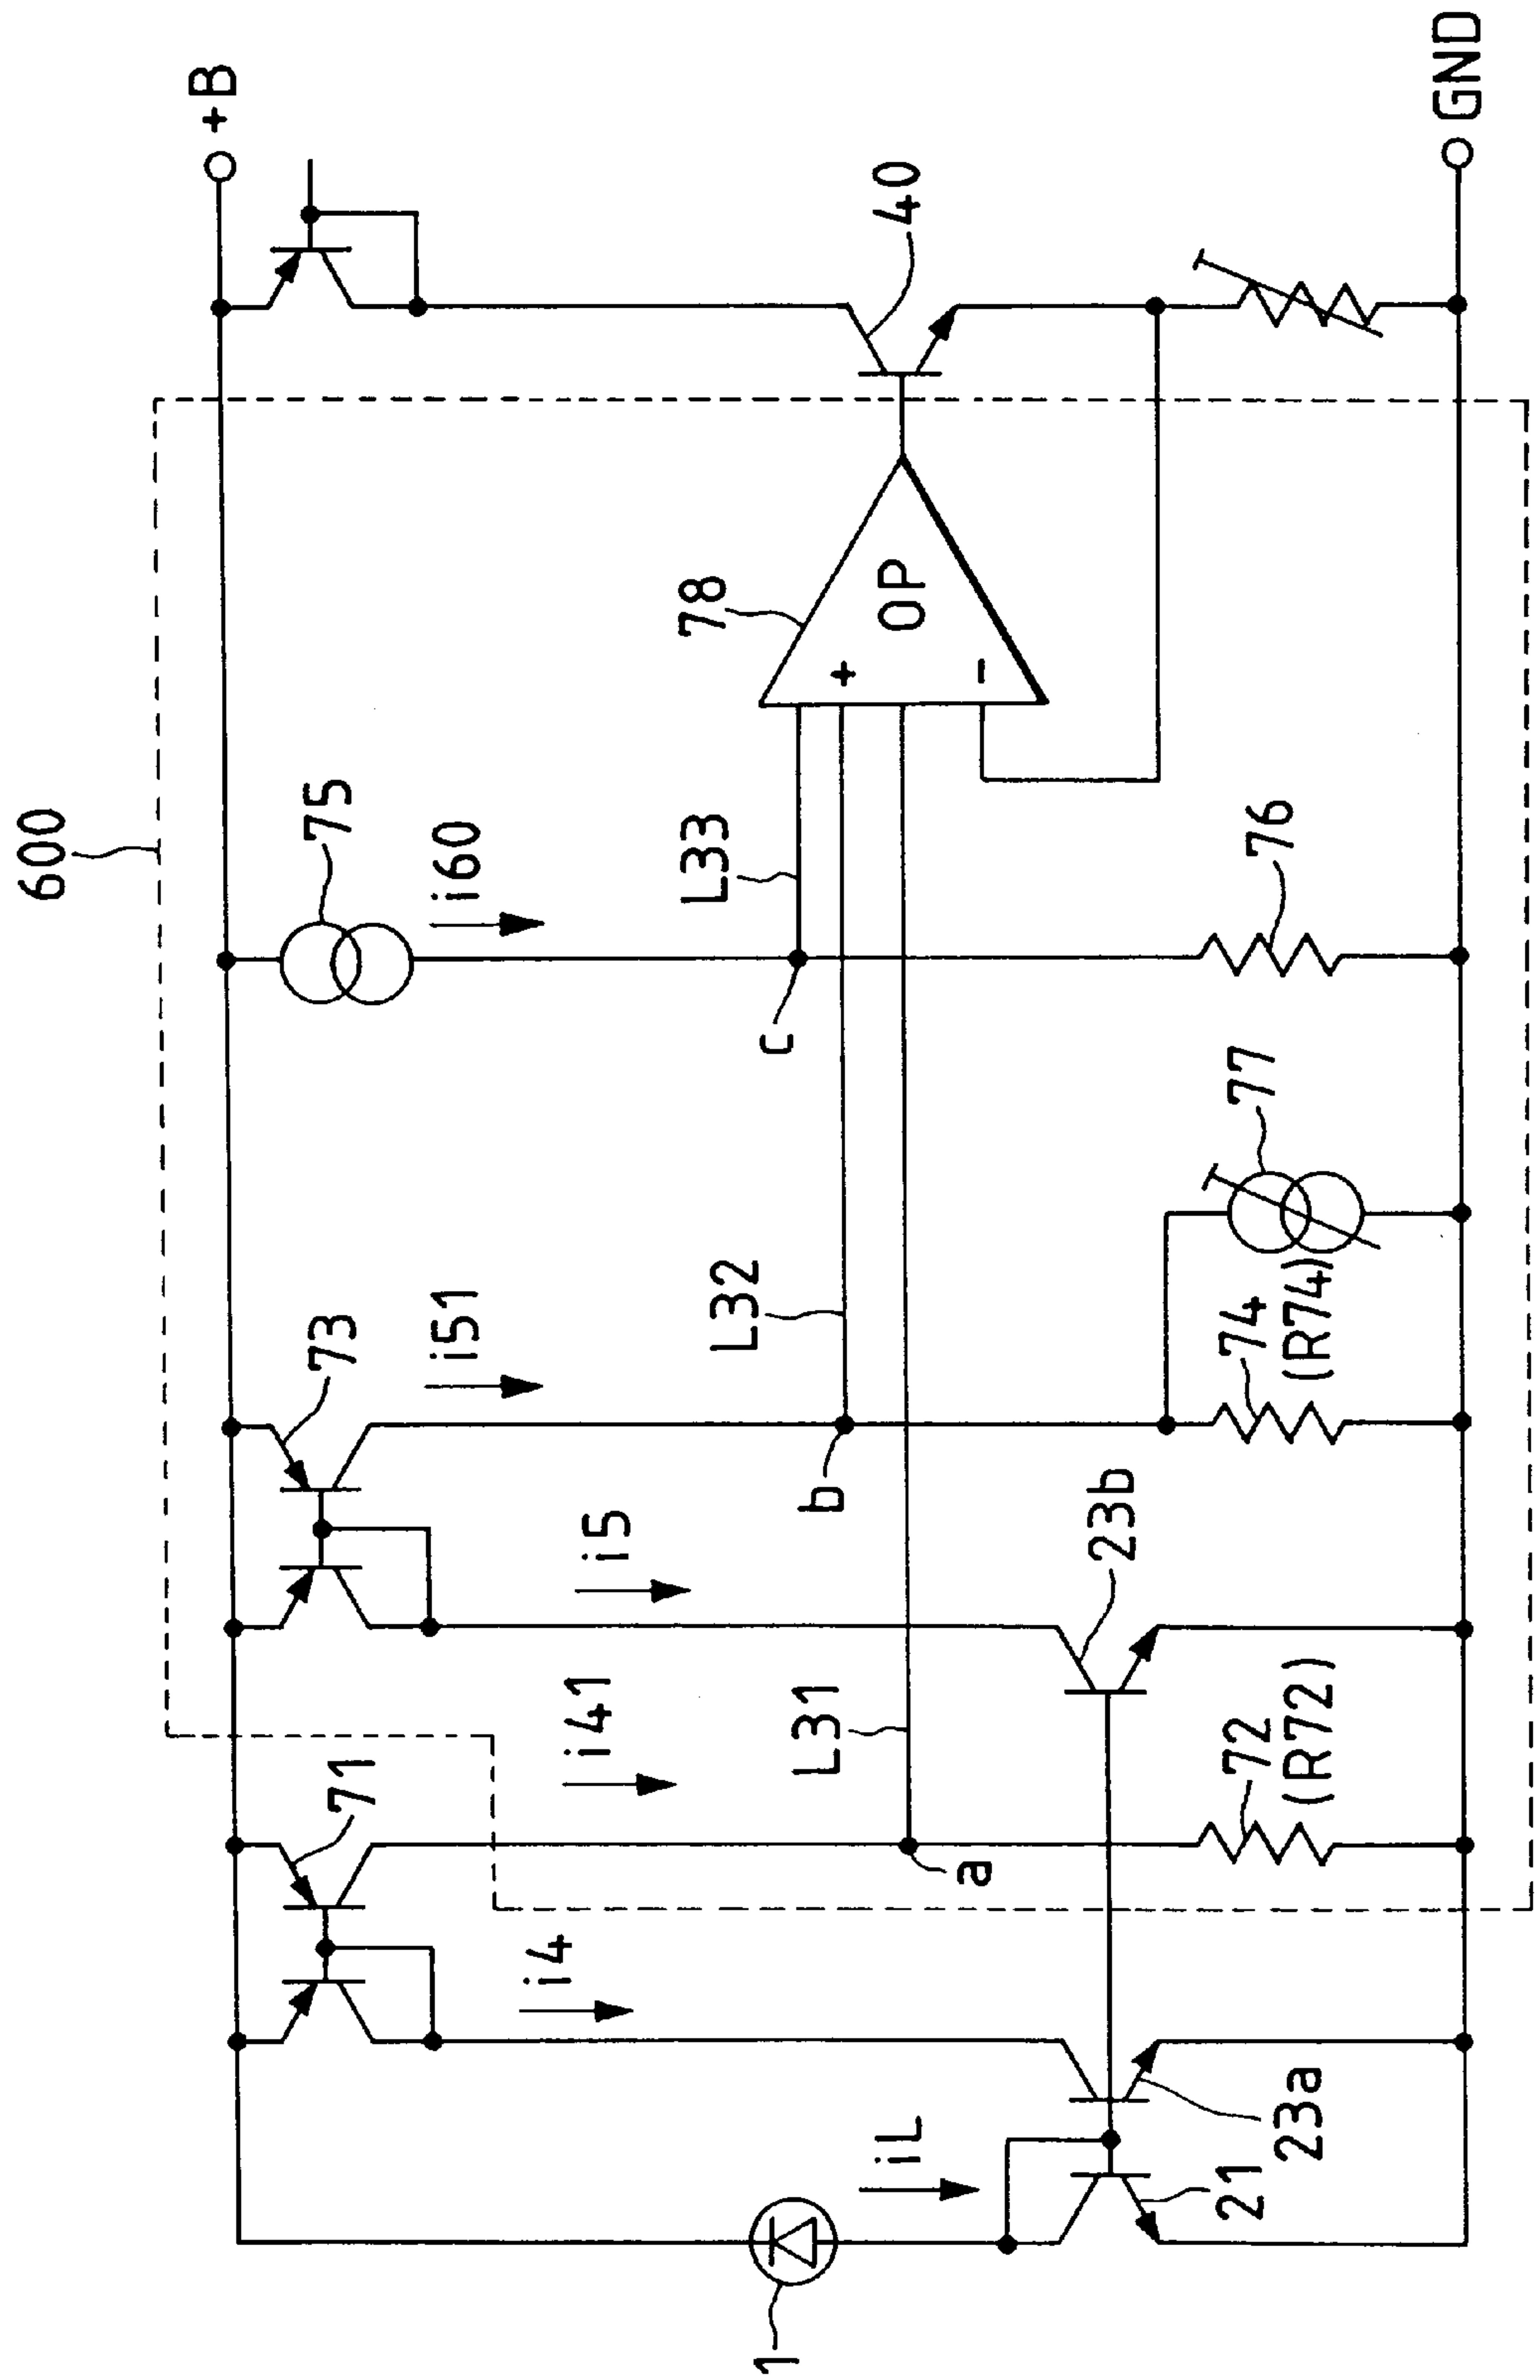 600
+B
GND
40
78
OP
+
-
75
i60
L33
c
76
77
73
i51
L32
b
74
(R74)
i5
23b
i41
L31
71
a
72
(R72)
i4
iL
23a
21
1